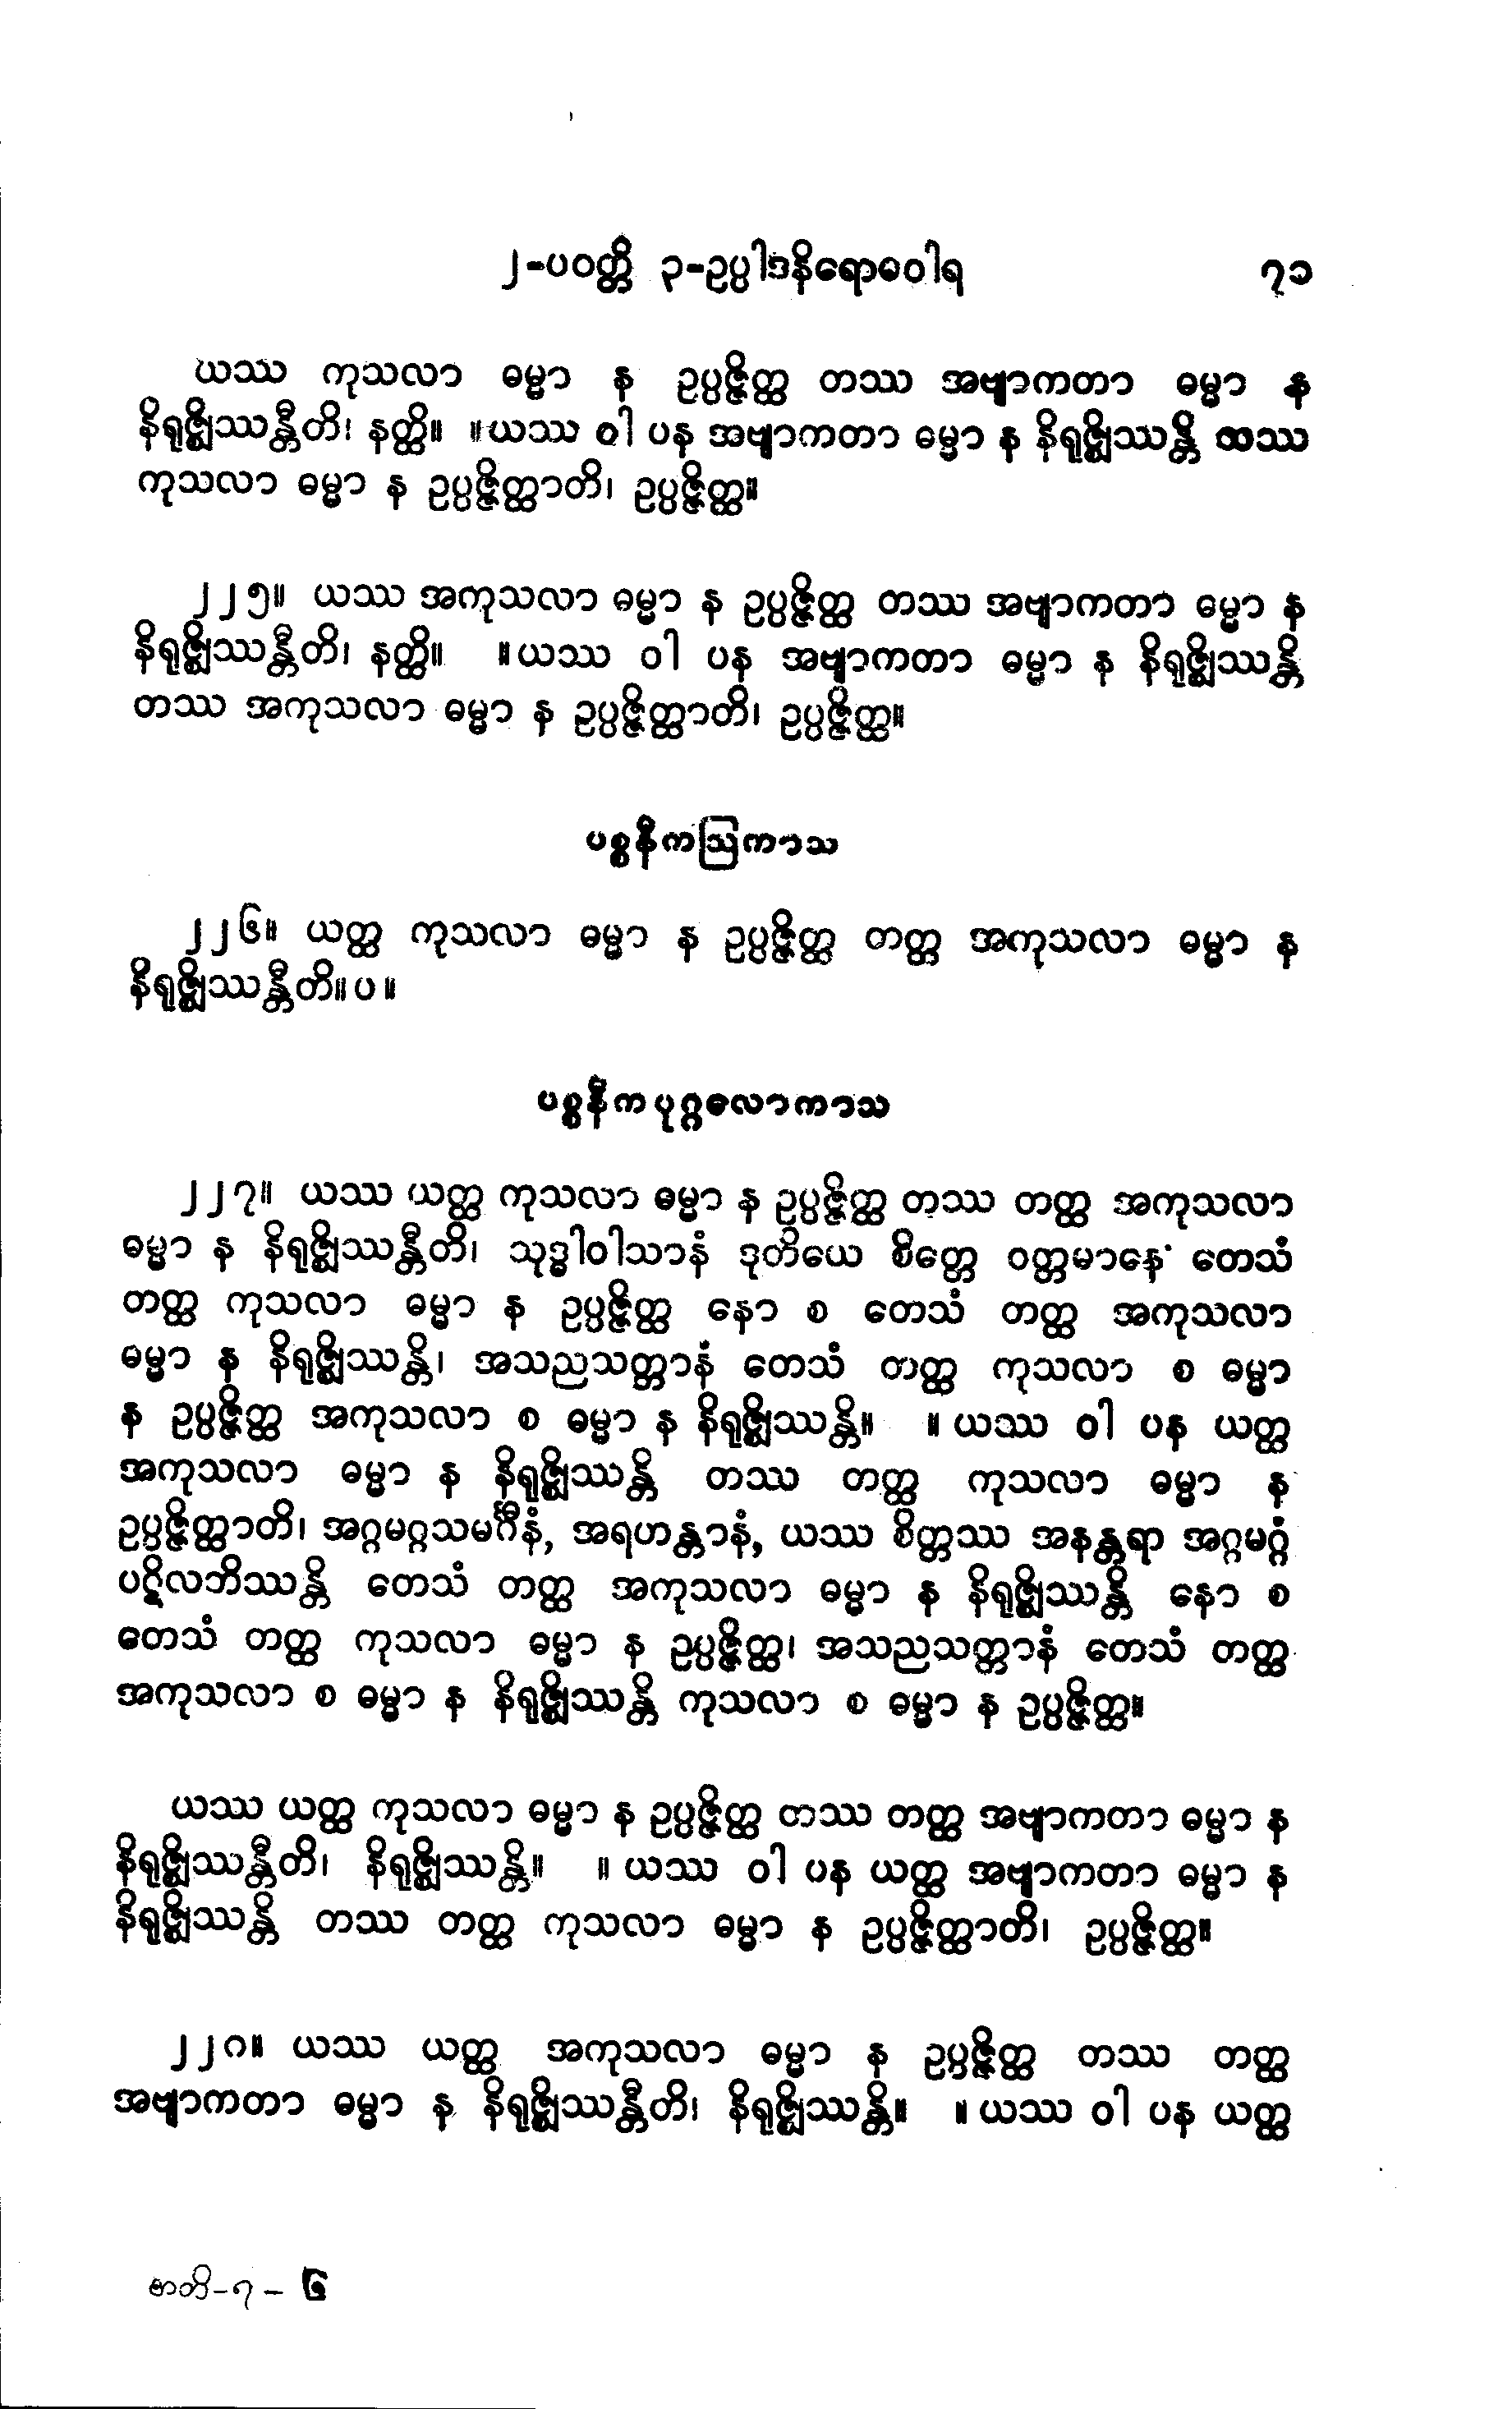 ၂-ပဝတ္တိ ၃-ဥပ္ပါဒနိရောဓဝါရ ၇၁
ယဿ ကုသလာ ဓမ္မာ န ဥပ္ပဇ္ဇိတ္ထ တဿ အဗျာကတာ ဓမ္မာ န
နိရုဇ္ဈိဿန္တီတိ၊ နတ္ထိ။ ။ယဿ ဝါ ပန အဗျာကတာ ဓမ္မာ န နိရုဇ္ဈိဿန္တိ တဿ
ကုသလာ ဓမ္မာ န ဥပ္ပဇ္ဇိတ္ထာတိ၊ ဥပ္ပဇ္ဇိတ္ထ။
၂၂၅။ ယဿ အကုသလာ ဓမ္မာ န ဥပ္ပဇ္ဇိတ္ထ တဿ အဗျာကတာ ဓမ္မော န
နိရုဇ္ဈိဿန္တီတိ၊ နတ္ထိ။ ။ယဿ ဝါ ပန အဗျာကတာ ဓမ္မာ န နိရုဇ္ဈိဿန္တိ
တဿ အကုသလာ ဓမ္မာ န ဥပ္ပဇ္ဇိတ္ထာတိ၊ ဥပ္ပဇ္ဇိတ္ထ။
ပစ္စနီကဩကာသ
၂၂၆။ ယတ္ထ ကုသလာ ဓမ္မာ န ဥပ္ပဇ္ဇိတ္ထ တတ္ထ အကုသလာ ဓမ္မာ န
နိရုဇ္ဈိဿန္တီတိ။ပ။
ပစ္စနီကပုဂ္ဂလောကာသ
၂၂၇။ ယဿ ယတ္ထ ကုသလာ ဓမ္မာ န ဥပ္ပဇ္ဇိတ္ထ တဿ တတ္ထ အကုသလာ
ဓမ္မာ န နိရုဇ္ဈိဿန္တီတိ၊ သုဒ္ဓါဝါသာနံ ဒုတိယေ စိတ္တေ ဝတ္တမာနေ တေသံ
တတ္ထ ကုသလာ ဓမ္မာ န ဥပ္ပဇ္ဇိတ္ထ နော စ တေသံ တတ္ထ အကုသလာ
ဓမ္မာ န နိရုဇ္ဈိဿန္တိ၊ အသညသတ္တာနံ တေသံ တတ္ထ ကုသလာ စ ဓမ္မာ
န ဥပ္ပဇ္ဇိတ္ထ အကုသလာ စ ဓမ္မာ န နိရုဇ္ဈိဿန္တိ။ ။ ယဿ ဝါ ပန ယတ္ထ
အကုသလာ ဓမ္မာ န နိရုဇ္ဈိဿန္တိ တဿ တတ္ထ ကုသလာ ဓမ္မာ န
ဥပ္ပဇ္ဇိတ္ထာတိ၊ အဂ္ဂမဂ္ဂသမင်္ဂီနံ, အရဟန္တာနံ, ယဿ စိတ္တဿ အနန္တရာ အဂ္ဂမဂ္ဂံ
ပဋိလဘိဿန္တိ တေသံ တတ္ထ အကုသလာ ဓမ္မာ န နိရုဇ္ဈိဿန္တိ နော စ
တေသံ တတ္ထ ကုသလာ ဓမ္မာ န ဥပ္ပဇ္ဇိတ္ထ၊ အသညသတ္တာနံ တေသံ တတ္ထ
အကုသလာ စ ဓမ္မာ န နိရုဇ္ဈိဿန္တိ ကုသလာ စ ဓမ္မာ န ဥပ္ပဇ္ဇိတ္ထ။
ယဿ ယတ္ထ ကုသလာ ဓမ္မာ န ဥပ္ပဇ္ဇိတ္ထ တဿ တတ္ထ အဗျာကတာ ဓမ္မာ န
နိရုဇ္ဈိဿန္တီတိ၊ နိရုဇ္ဈိဿန္တိ။ ။ ယဿ ဝါ ပန ယတ္ထ အဗျာကတာ ဓမ္မာ န
နိရုဇ္ဈိဿန္တိ တဿ တတ္ထ ကုသလာ ဓမ္မာ န ဥပ္ပဇ္ဇိတ္ထာတိ၊ ဥပ္ပဇ္ဇိတ္ထ။
၂၂၈။ ယဿ ယတ္ထ အကုသလာ ဓမ္မာ န ဥပ္ပဇ္ဇိတ္ထ တဿ တတ္ထ
အဗျာကတာ ဓမ္မာ န နိရုဇ္ဈိဿန္တီတိ၊ နိရုဇ္ဈိဿန္တိ။ ။ ယဿ ဝါ ပန ယတ္ထ
ဇာဘိ-၇ - ၆